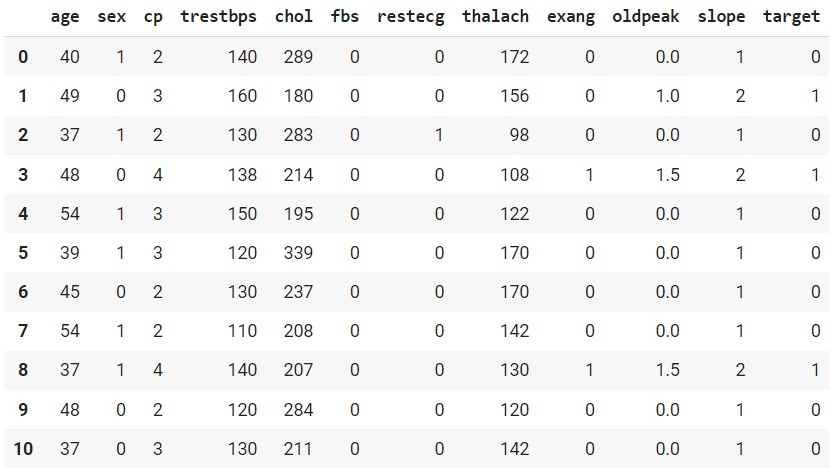 age sex cp trestbps chol fbs restecg thalach exang oldpeak slope target
0 40 1 2 140 289 0 0 172 0 0.0 1 0
1 49 0 3 160 180 0 0 156 0 1.0 2 1
2 37 1 2 130 283 0 1 98 0 0.0 1 0
3 48 0 4 138 214 0 0 108 1 1.5 2 1
4 54 1 3 150 195 0 0 122 0 0.0 1 0
5 39 1 3 120 339 0 0 170 0 0.0 1 0
6 45 0 2 130 237 0 0 170 0 0.0 1 0
7 54 1 2 110 208 0 0 142 0 0.0 1 0
8 37 1 4 140 207 0 0 130 1 1.5 2 1
9 48 0 2 120 284 0 0 120 0 0.0 1 0
10 37 0 3 130 211 0 0 142 0 0.0 1 0